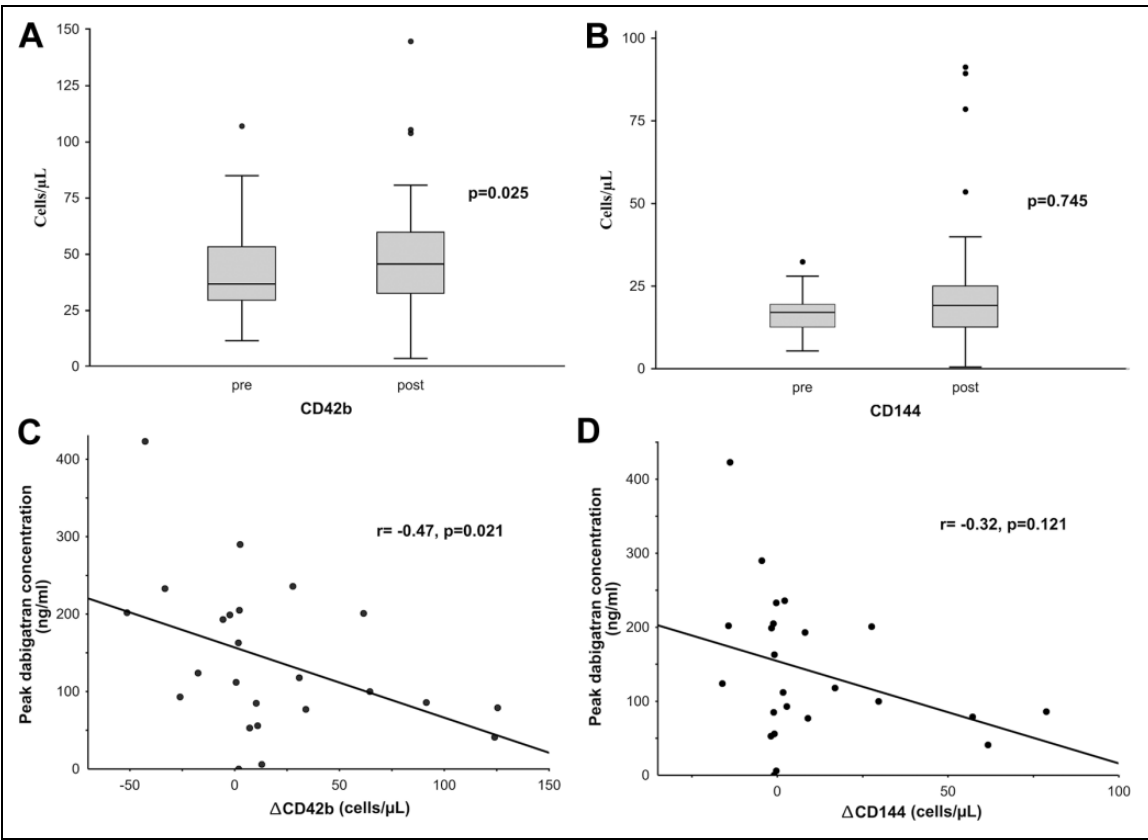 A
150
125
100
75
50
25
0
Cells/μL
p=0.025
pre
post
CD42b
B
100
75
50
25
0
Cells/μL
p=0.745
pre
post
CD144
C
400
300
200
100
0
Peak dabigatran concentration
(ng/ml)
r= -0.47, p=0.021
-50
0
50
100
150
ΔCD42b (cells/μL)
D
400
300
200
100
0
Peak dabigatran concentration
(ng/ml)
r= -0.32, p=0.121
0
50
100
ΔCD144 (cells/μL)